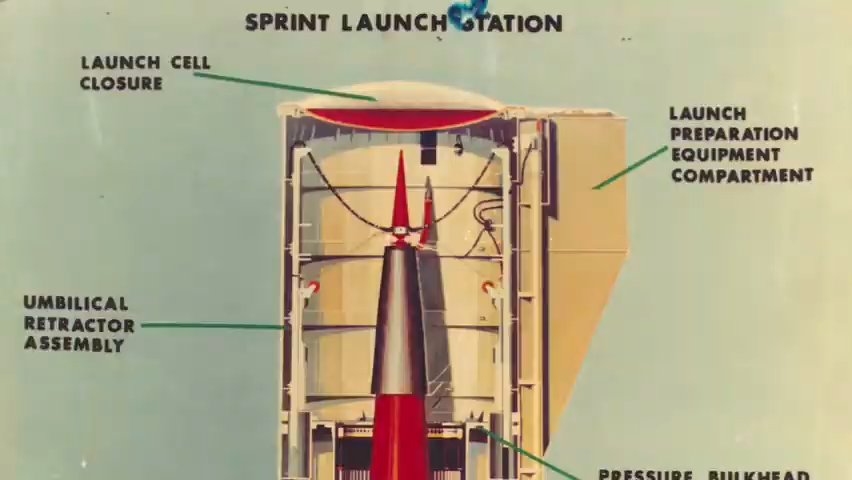 SPRINT LAUNCH STATION
LAUNCH CELL
CLOSURE
LAUNCH
PREPARATION
EQUIPMENT
COMPARTMENT
UMBILICAL
RETRACTOR
ASSEMBLY
PRESSURE BULKHEAD